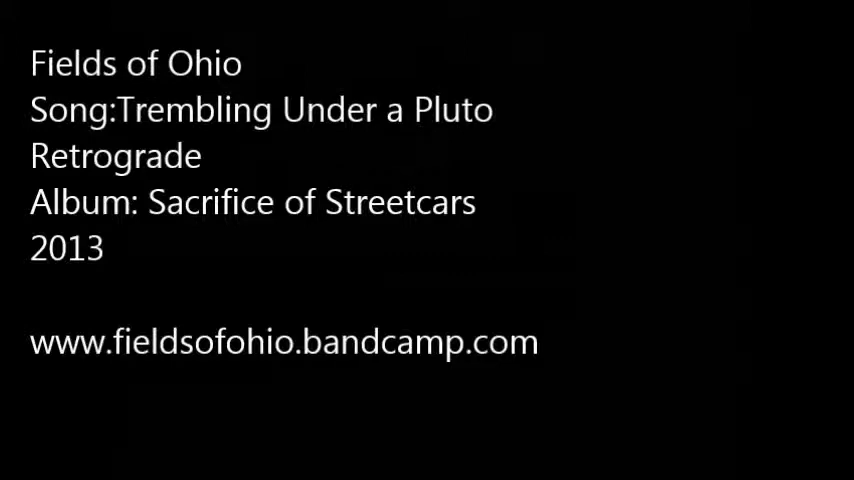 Fields of Ohio
Song:Trembling Under a Pluto
Retrograde
Album: Sacrifice of Streetcars
2013
www.fieldsofohio.bandcamp.com